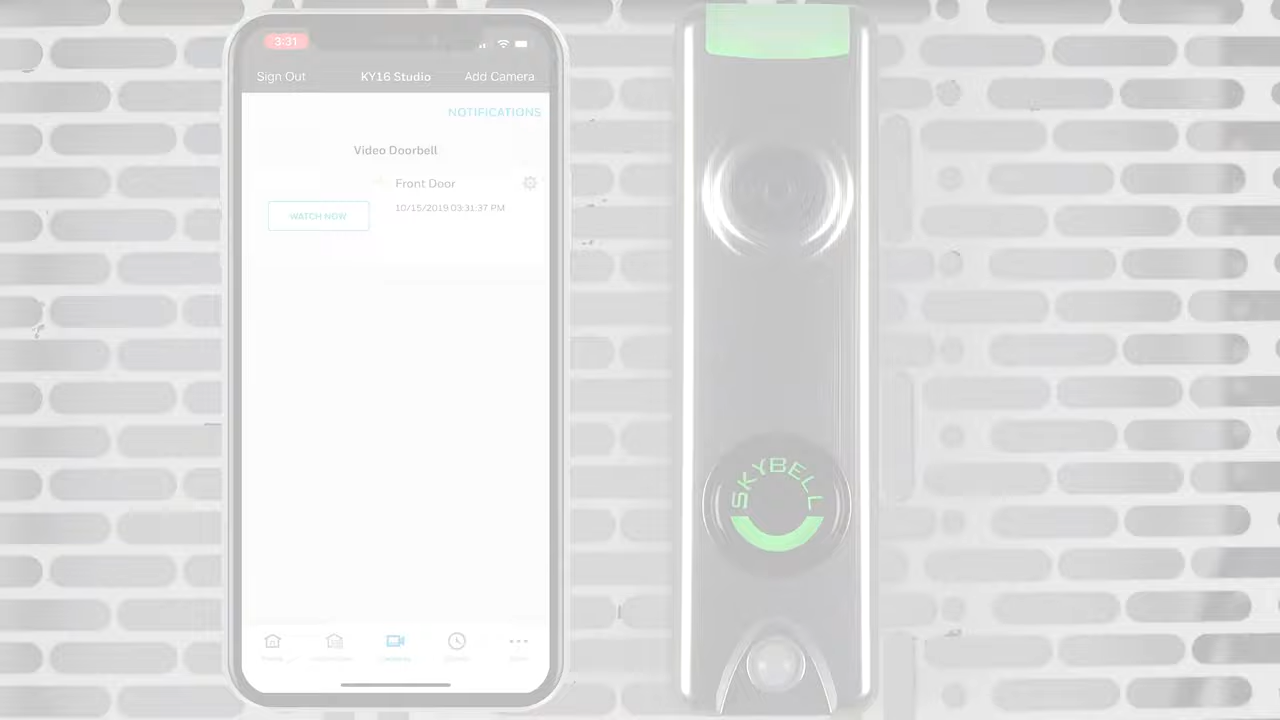 3:31
Sign Out KY16 Studio Add Camera
NOTIFICATIONS
Video Doorbell
Front Door
10/15/2019 03:31:37 PM
WATCH NOW
SKYBELL